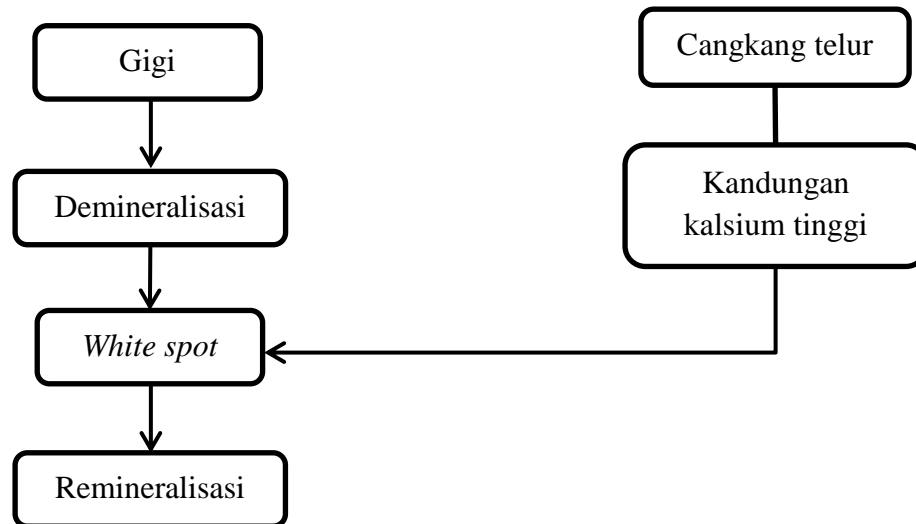 Gigi
Demineralisasi
White spot
Remineralisasi
Cangkang telur
Kandungan
kalsium tinggi